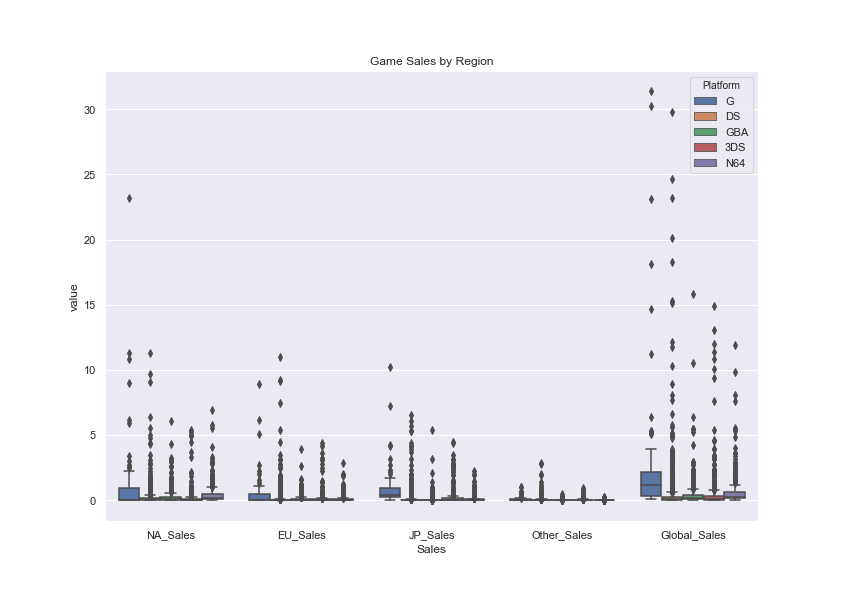 Game Sales by Region
Platform
G
DS
GBA
3DS
N64
30
25
20
15
10
5
0
value
NA_Sales
EU_Sales
JP_Sales
Other_Sales
Global_Sales
Sales